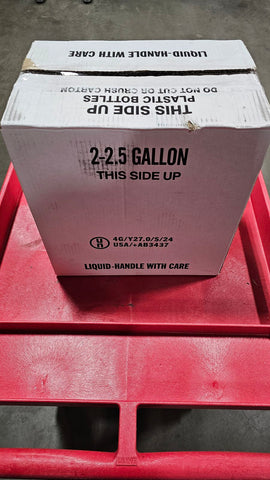 LIQUID-HANDLE WITH CARE
DO NOT CUT OR CRUSH CARTON
PLASTIC BOTTLES
THIS SIDE UP
2-2.5 GALLON
THIS SIDE UP
4G/Y27.0/S/24
USA/+AB3437
LIQUID-HANDLE WITH CARE